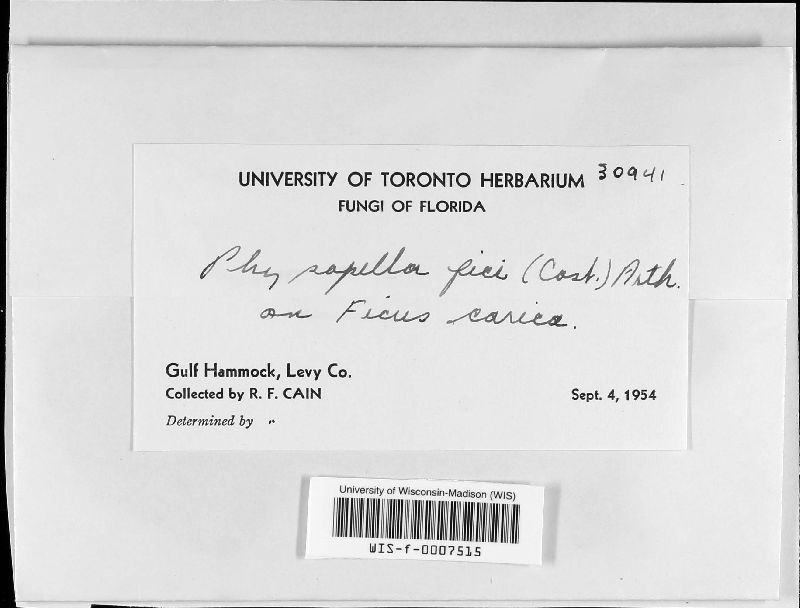 UNIVERSITY OF TORONTO HERBARIUM 30941
FUNGI OF FLORIDA
Physopella fici (Cast.) Arth.
on Ficus carica.
Gulf Hammock, Levy Co.
Collected by R. F. CAIN Sept. 4, 1954
Determined by "
University of Wisconsin-Madison (WIS)
WIS-f-0007515